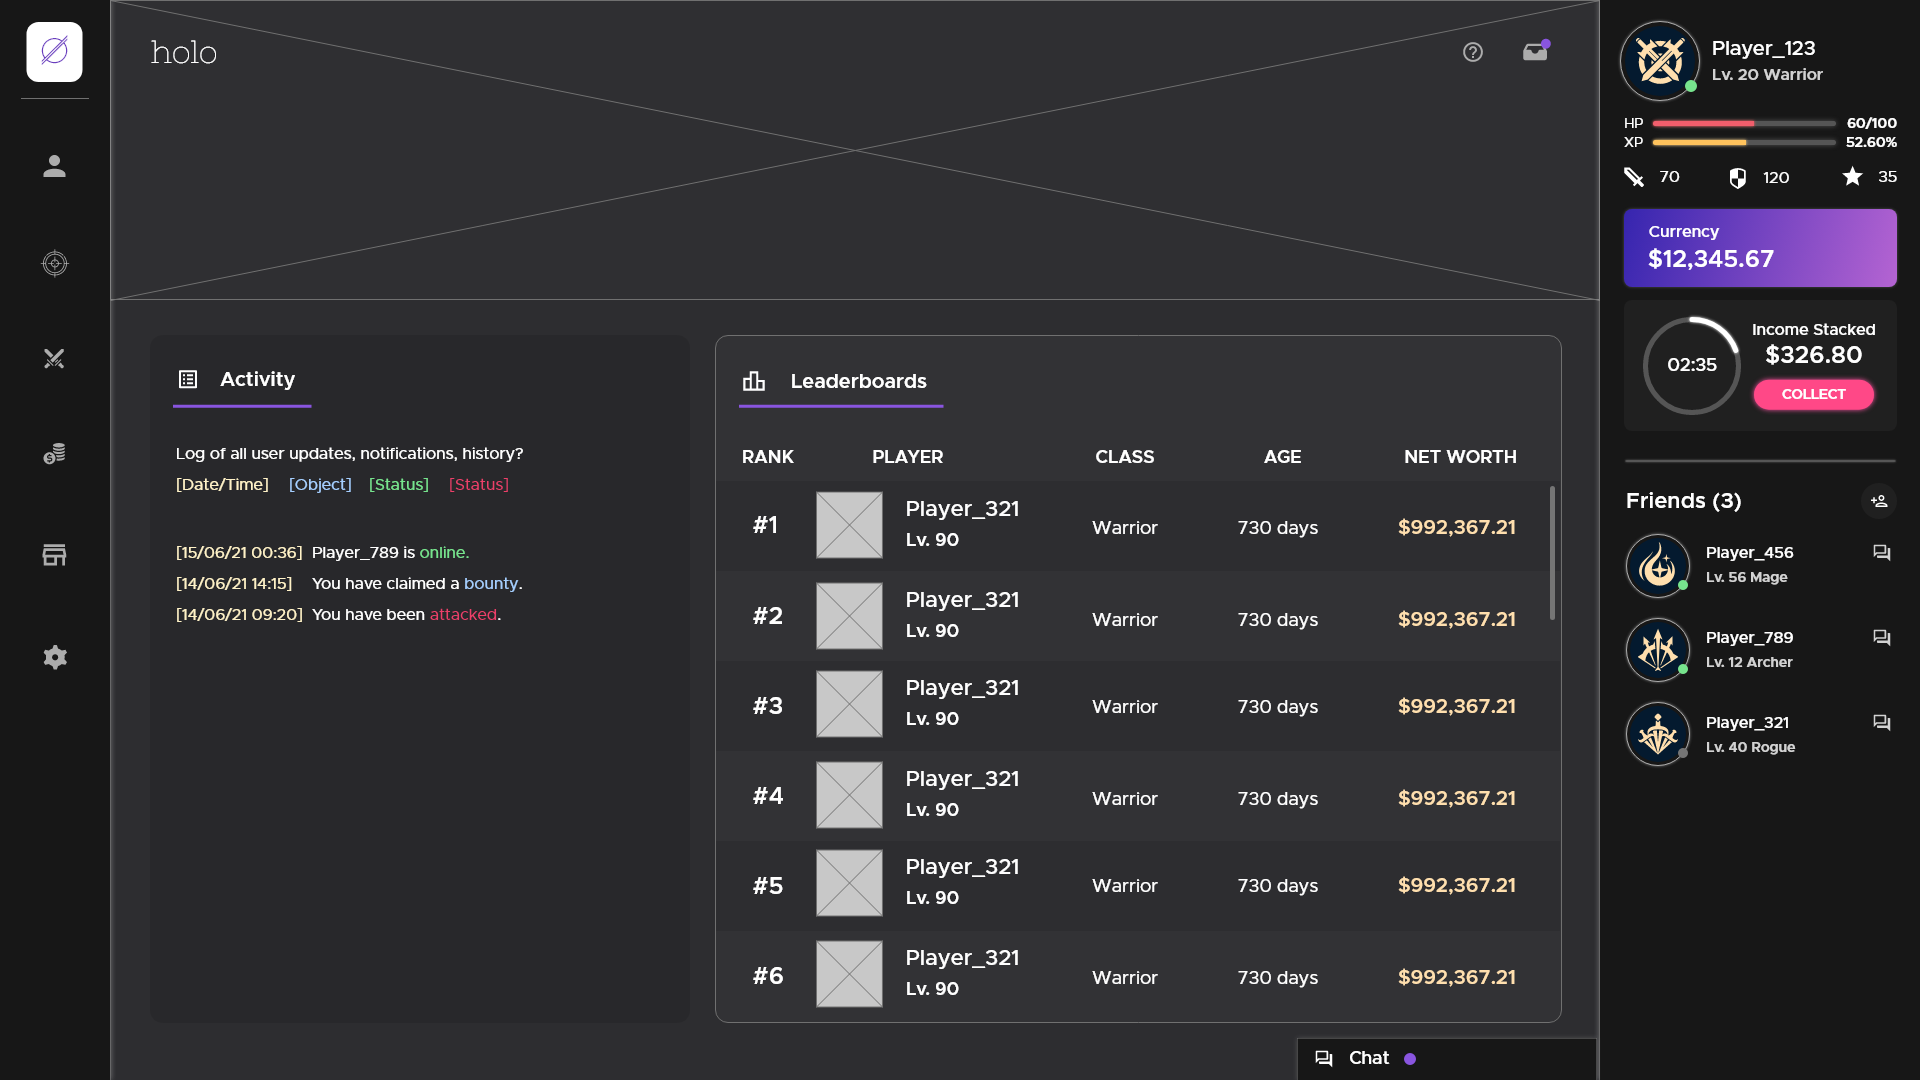 holo
Activity
Log of all user updates, notifications, history?
[Date/Time] [Object] [Status] [Status]
[15/06/21 00:36] Player_789 is online.
[14/06/21 14:15] You have claimed a bounty.
[14/06/21 09:20] You have been attacked.
Leaderboards
RANK PLAYER CLASS AGE NET WORTH
#1 Player_321 Lv. 90 Warrior 730 days $992,367.21
#2 Player_321 Lv. 90 Warrior 730 days $992,367.21
#3 Player_321 Lv. 90 Warrior 730 days $992,367.21
#4 Player_321 Lv. 90 Warrior 730 days $992,367.21
#5 Player_321 Lv. 90 Warrior 730 days $992,367.21
#6 Player_321 Lv. 90 Warrior 730 days $992,367.21
Chat
Player_123
Lv. 20 Warrior
HP 60/100
XP 52.60%
70 120 35
Currency
$12,345.67
02:35
Income Stacked
$326.80
COLLECT
Friends (3)
Player_456
Lv. 56 Mage
Player_789
Lv. 12 Archer
Player_321
Lv. 40 Rogue